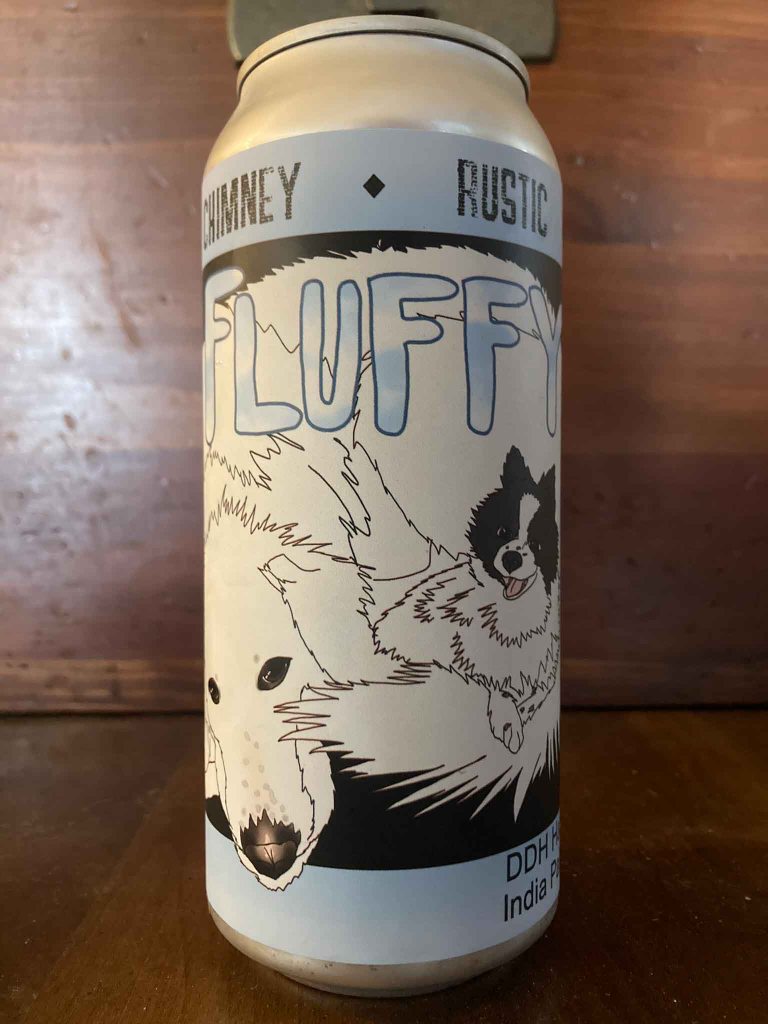 CHIMNEY ◆ RUSTIC
FLUFFY
DDH
India